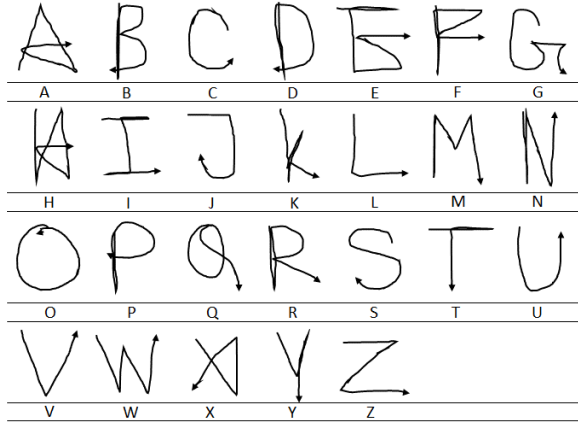 A B C D E F G
A B C D E F G
H I J K L M N
H I J K L M N
O P Q R S T U
O P Q R S T U
V W X Y Z
V W X Y Z